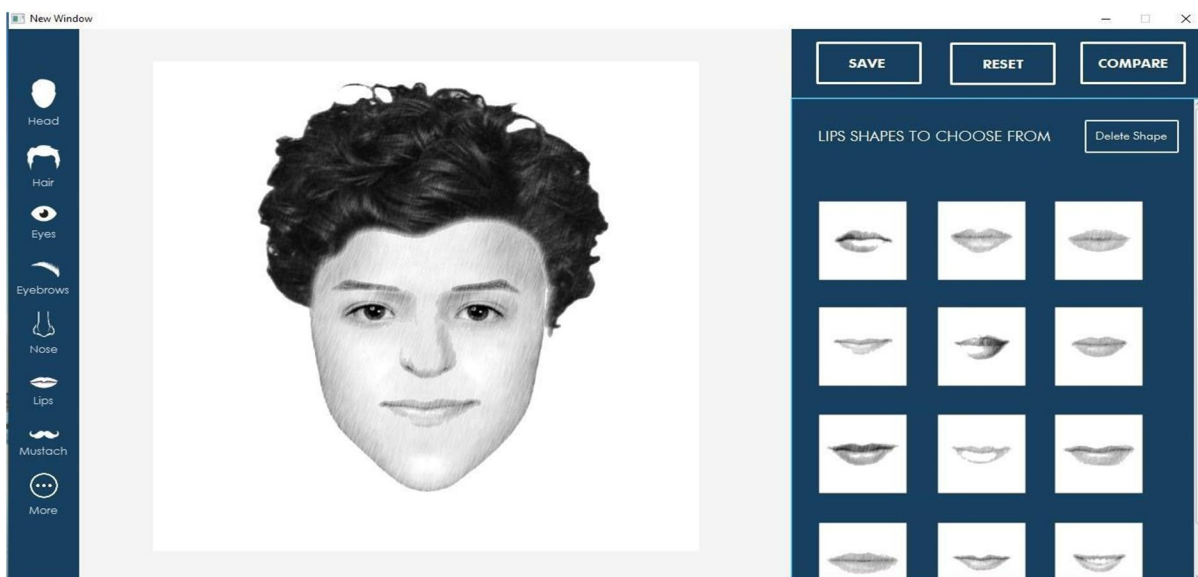 New Window
Head
Hair
Eyes
Eyebrows
Nose
Lips
Mustach
More
SAVE
RESET
COMPARE
LIPS SHAPES TO CHOOSE FROM
Delete Shape